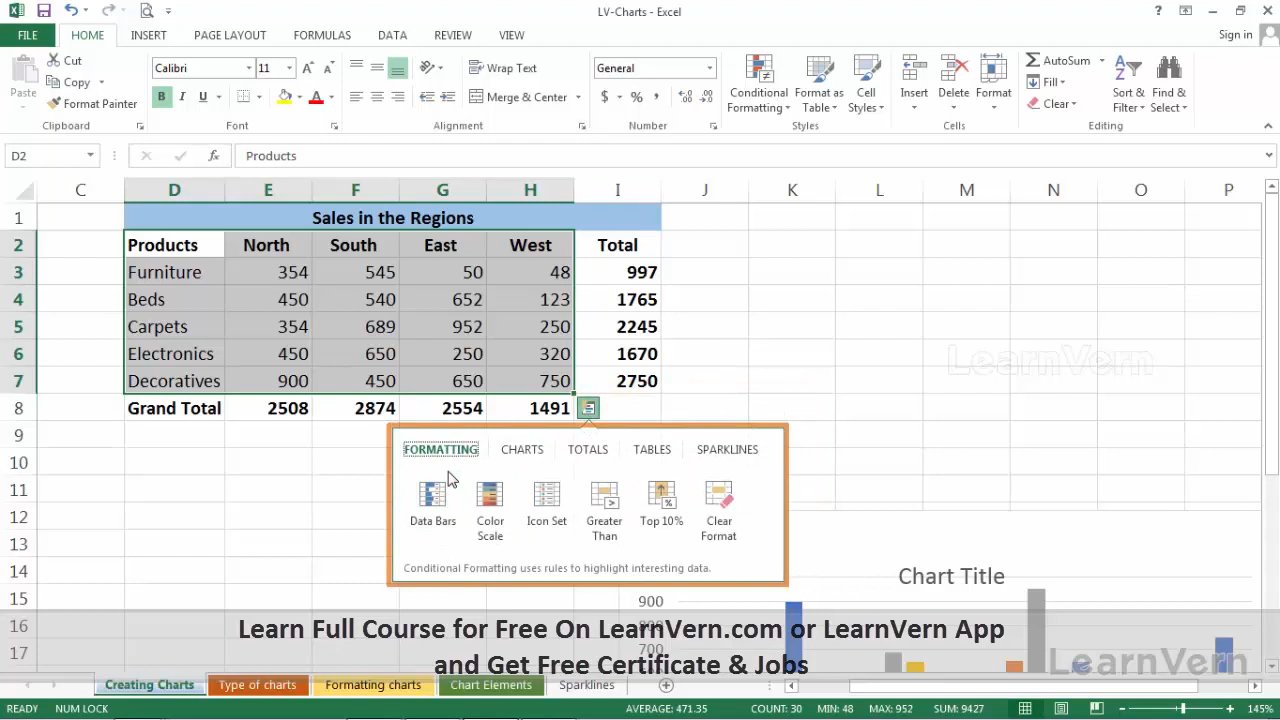 LV-Charts - Excel
Sign in
FILE HOME INSERT PAGE LAYOUT FORMULAS DATA REVIEW VIEW
Paste
Cut
Copy
Format Painter
Clipboard
Calibri 11
B I U
Font
Wrap Text
Merge & Center
Alignment
General
$ %
Number
Conditional Formatting
Format as Table
Cell Styles
Styles
Insert Delete Format
Cells
AutoSum
Fill
Clear
Sort & Filter
Find & Select
Editing
D2 fx Products
C D E F G H I J K L M N O P
1 Sales in the Regions
2 Products North South East West Total
3 Furniture 354 545 50 48 997
4 Beds 450 540 652 123 1765
5 Carpets 354 689 952 250 2245
6 Electronics 450 650 250 320 1670
7 Decoratives 900 450 650 750 2750
8 Grand Total 2508 2874 2554 1491
9
10
11
12
13
14
15
16
17
LearnVern
FORMATTING CHARTS TOTALS TABLES SPARKLINES
Data Bars
Color Scale
Icon Set
Greater Than
Top 10%
Clear Format
Conditional Formatting uses rules to highlight interesting data.
Chart Title
900
700
Learn Full Course for Free On LearnVern.com or LearnVern App
and Get Free Certificate & Jobs
LearnVern
Creating Charts Type of charts Formatting charts Chart Elements Sparklines
READY NUM LOCK AVERAGE: 471.35 COUNT: 30 MIN: 48 MAX: 952 SUM: 9427 145%